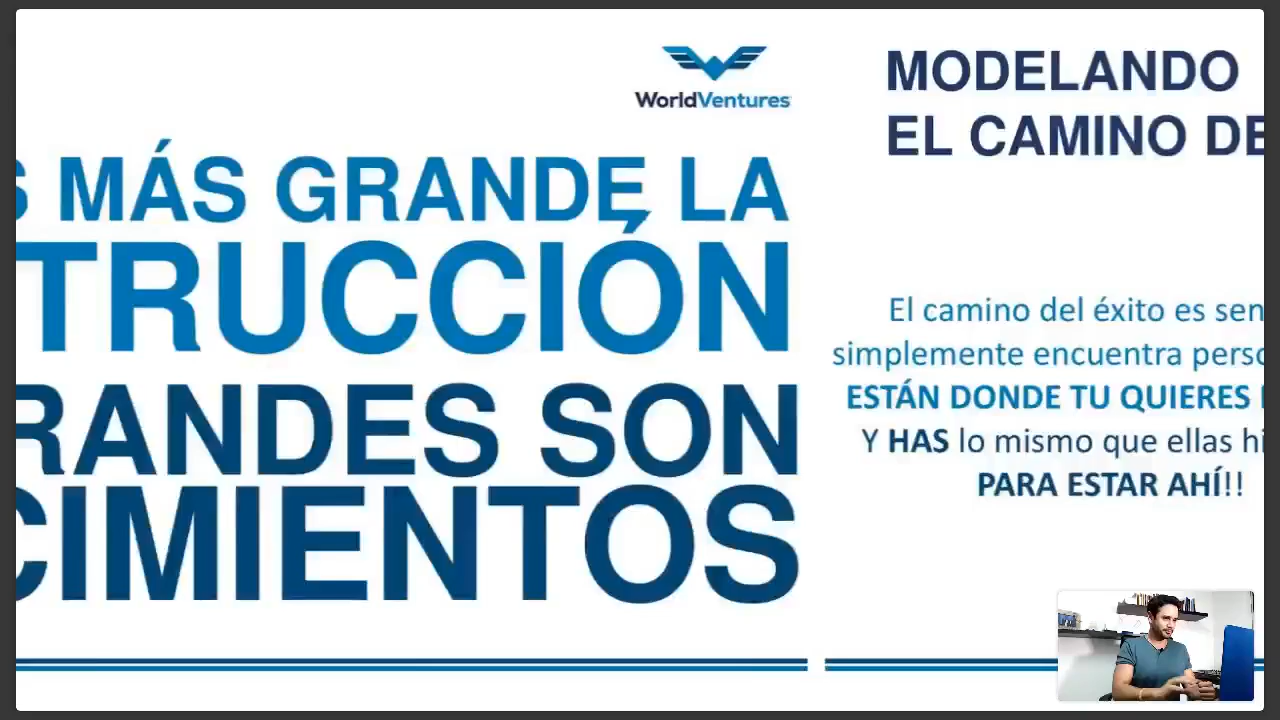 WorldVentures
MÁS GRANDE LA
TRUCCIÓN
RANDES SON
CIMIENTOS
MODELANDO
EL CAMINO DE
El camino del éxito es sen
simplemente encuentra perso
ESTÁN DONDE TU QUIERES
Y HAS lo mismo que ellas hi
PARA ESTAR AHÍ!!